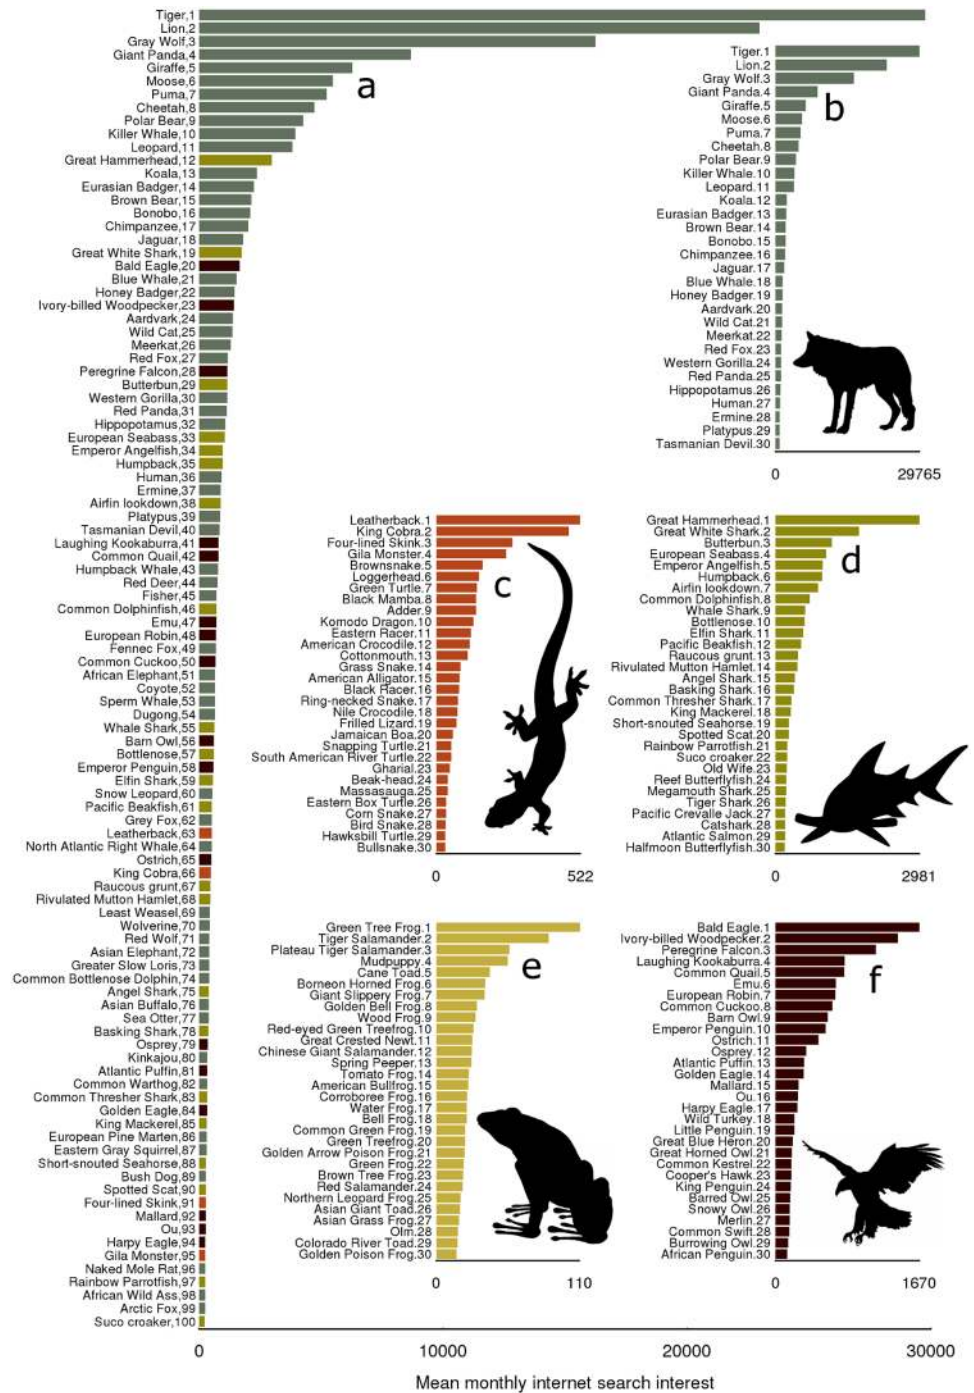 Tiger,1
Lion,2
Gray Wolf,3
Giant Panda,4
Giraffe,5
Moose,6
Puma,7
Cheetah,8
Polar Bear,9
Killer Whale,10
Leopard,11
Great Hammerhead,12
Koala,13
Eurasian Badger,14
Brown Bear,15
Bonobo,16
Chimpanzee,17
Jaguar,18
Great White Shark,19
Bald Eagle,20
Blue Whale,21
Honey Badger,22
Ivory-billed Woodpecker,23
Aardvark,24
Wild Cat,25
Meerkat,26
Red Fox,27
Peregrine Falcon,28
Butterbun,29
Western Gorilla,30
Red Panda,31
Hippopotamus,32
European Seabass,33
Emperor Angelfish,34
Humpback,35
Human,36
Ermine,37
Airfin lookdown,38
Platypus,39
Tasmanian Devil,40
Laughing Kookaburra,41
Common Quail,42
Humpback Whale,43
Red Deer,44
Fisher,45
Common Dolphinfish,46
Emu,47
European Robin,48
Fennec Fox,49
Common Cuckoo,50
African Elephant,51
Coyote,52
Sperm Whale,53
Dugong,54
Whale Shark,55
Barn Owl,56
Bottlenose,57
Emperor Penguin,58
Elfin Shark,59
Snow Leopard,60
Pacific Beakfish,61
Grey Fox,62
Leatherback,63
North Atlantic Right Whale,64
Ostrich,65
King Cobra,66
Raucous grunt,67
Rivulated Mutton Hamlet,68
Least Weasel,69
Wolverine,70
Red Wolf,71
Asian Elephant,72
Greater Slow Loris,73
Common Bottlenose Dolphin,74
Angel Shark,75
Asian Buffalo,76
Sea Otter,77
Basking Shark,78
Osprey,79
Kinkajou,80
Atlantic Puffin,81
Common Warthog,82
Common Thresher Shark,83
Golden Eagle,84
King Mackerel,85
European Pine Marten,86
Eastern Gray Squirrel,87
Short-snouted Seahorse,88
Bush Dog,89
Spotted Scat,90
Four-lined Skink,91
Mallard,92
Ou,93
Harpy Eagle,94
Gila Monster,95
Naked Mole Rat,96
Rainbow Parrotfish,97
African Wild Ass,98
Arctic Fox,99
Suco croaker,100
a
0
10000
20000
30000
Mean monthly internet search interest
Tiger.1
Lion.2
Gray Wolf.3
Giant Panda.4
Giraffe.5
Moose.6
Puma.7
Cheetah.8
Polar Bear.9
Killer Whale.10
Leopard.11
Koala.12
Eurasian Badger.13
Brown Bear.14
Bonobo.15
Chimpanzee.16
Jaguar.17
Blue Whale.18
Honey Badger.19
Aardvark.20
Wild Cat.21
Meerkat.22
Red Fox.23
Western Gorilla.24
Red Panda.25
Hippopotamus.26
Human.27
Ermine.28
Platypus.29
Tasmanian Devil.30
b
0
29765
Leatherback.1
King Cobra.2
Four-lined Skink.3
Gila Monster.4
Brownsnake.5
Loggerhead.6
Green Turtle.7
Black Mamba.8
Adder.9
Komodo Dragon.10
Eastern Racer.11
American Crocodile.12
Cottonmouth.13
Grass Snake.14
American Alligator.15
Black Racer.16
Ring-necked Snake.17
Nile Crocodile.18
Frilled Lizard.19
Jamaican Boa.20
Snapping Turtle.21
South American River Turtle.22
Gharial.23
Beak-head.24
Massasauga.25
Eastern Box Turtle.26
Corn Snake.27
Bird Snake.28
Hawksbill Turtle.29
Bullsnake.30
c
0
522
Great Hammerhead.1
Great White Shark.2
Butterbun.3
European Seabass.4
Emperor Angelfish.5
Humpback.6
Airfin lookdown.7
Common Dolphinfish.8
Whale Shark.9
Bottlenose.10
Elfin Shark.11
Pacific Beakfish.12
Raucous grunt.13
Rivulated Mutton Hamlet.14
Angel Shark.15
Basking Shark.16
Common Thresher Shark.17
King Mackerel.18
Short-snouted Seahorse.19
Spotted Scat.20
Rainbow Parrotfish.21
Suco croaker.22
Old Wife.23
Reef Butterflyfish.24
Megamouth Shark.25
Tiger Shark.26
Pacific Crevalle Jack.27
Catshark.28
Atlantic Salmon.29
Halfmoon Butterflyfish.30
d
0
2981
Green Tree Frog.1
Tiger Salamander.2
Plateau Tiger Salamander.3
Mudpuppy.4
Cane Toad.5
Borneon Horned Frog.6
Giant Slippery Frog.7
Golden Bell Frog.8
Wood Frog.9
Red-eyed Green Treefrog.10
Great Crested Newt.11
Chinese Giant Salamander.12
Spring Peeper.13
Tomato Frog.14
American Bullfrog.15
Corroboree Frog.16
Water Frog.17
Bell Frog.18
Common Green Frog.19
Green Treefrog.20
Golden Arrow Poison Frog.21
Green Frog.22
Brown Tree Frog.23
Red Salamander.24
Northern Leopard Frog.25
Asian Giant Toad.26
Asian Grass Frog.27
Olm.28
Colorado River Toad.29
Golden Poison Frog.30
e
0
110
Bald Eagle.1
Ivory-billed Woodpecker.2
Peregrine Falcon.3
Laughing Kookaburra.4
Common Quail.5
Emu.6
European Robin.7
Common Cuckoo.8
Barn Owl.9
Emperor Penguin.10
Ostrich.11
Osprey.12
Atlantic Puffin.13
Golden Eagle.14
Mallard.15
Ou.16
Harpy Eagle.17
Wild Turkey.18
Little Penguin.19
Great Blue Heron.20
Great Horned Owl.21
Common Kestrel.22
Cooper's Hawk.23
King Penguin.24
Barred Owl.25
Snowy Owl.26
Merlin.27
Common Swift.28
Burrowing Owl.29
African Penguin.30
f
0
1670